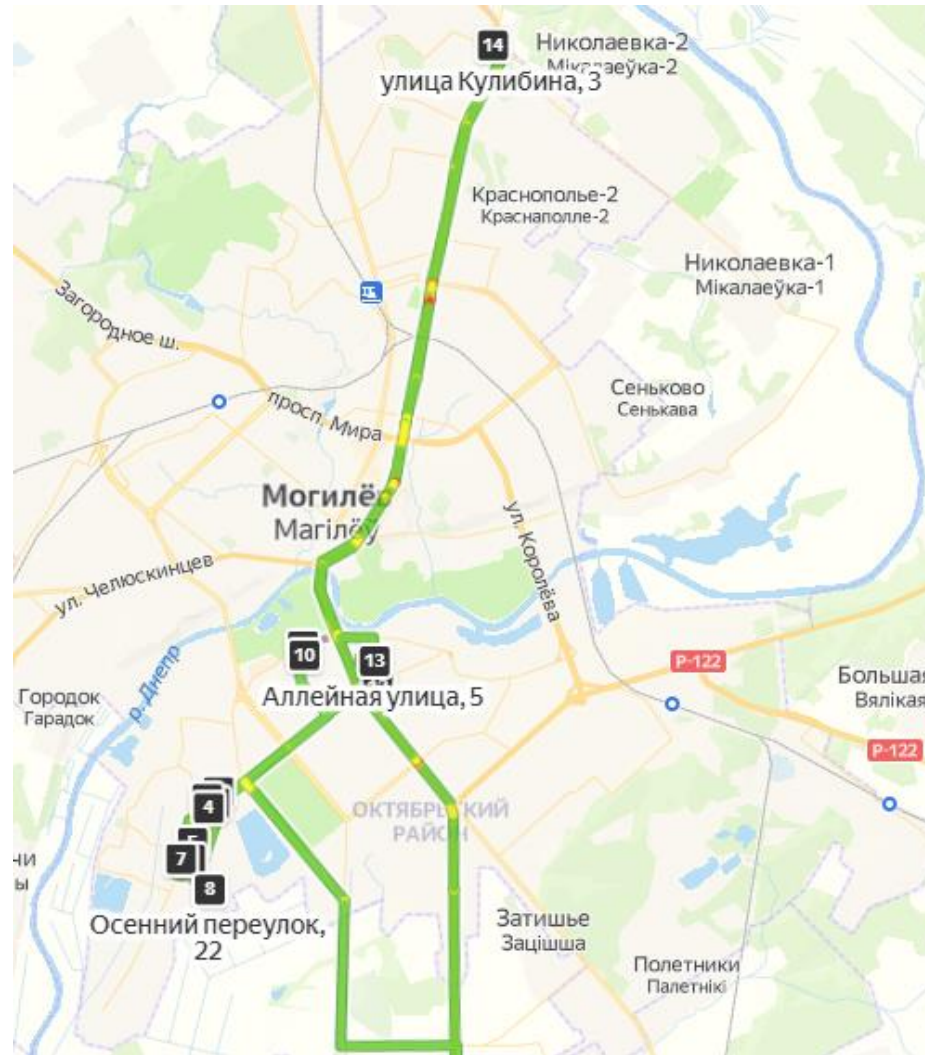 14
Николаевка-2
Мікалаеўка-2
улица Кулибина, 3
Краснополье-2
Краснаполле-2
Николаевка-1
Мікалаеўка-1
Загородное ш.
Сеньково
Сенькава
просп. Мира
Могилёв
Магілёў
ул. Королёва
ул. Челюскинцев
р. Днепр
10
13
Р-122
Аллейная улица, 5
Городок
Гарадок
Большая
Вялікая
Р-122
4
ОКТЯБРЬСКИЙ
РАЙОН
7
8
чи
ы
Осенний переулок,
22
Затишье
Зацішша
Полетники
Палетнікі